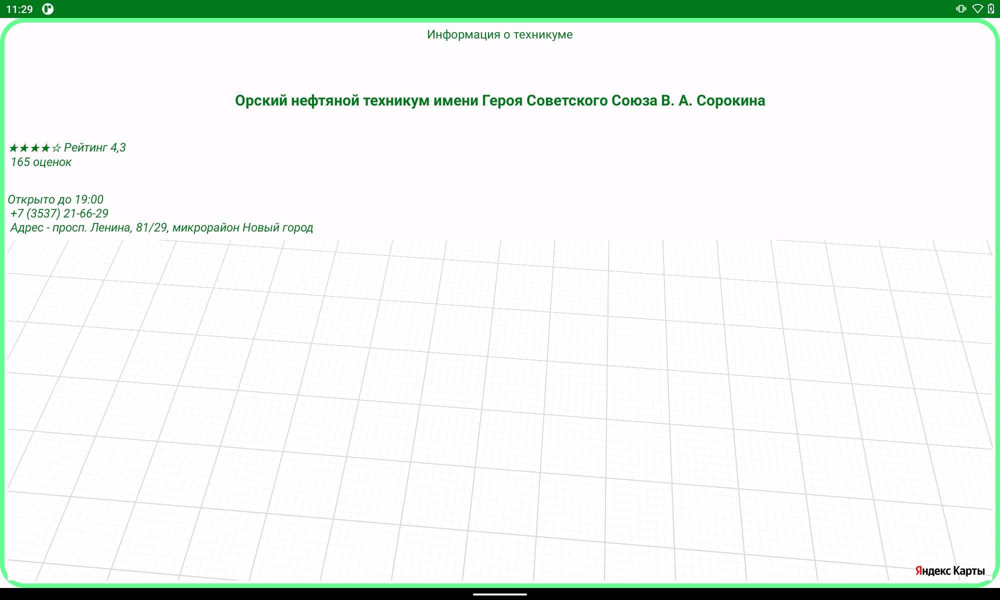 11:29
Информация о техникуме
Орский нефтяной техникум имени Героя Советского Союза В. А. Сорокина
★★★★☆ Рейтинг 4,3
165 оценок
Открыто до 19:00
+7 (3537) 21-66-29
Адрес - просп. Ленина, 81/29, микрорайон Новый город
Яндекс Карты